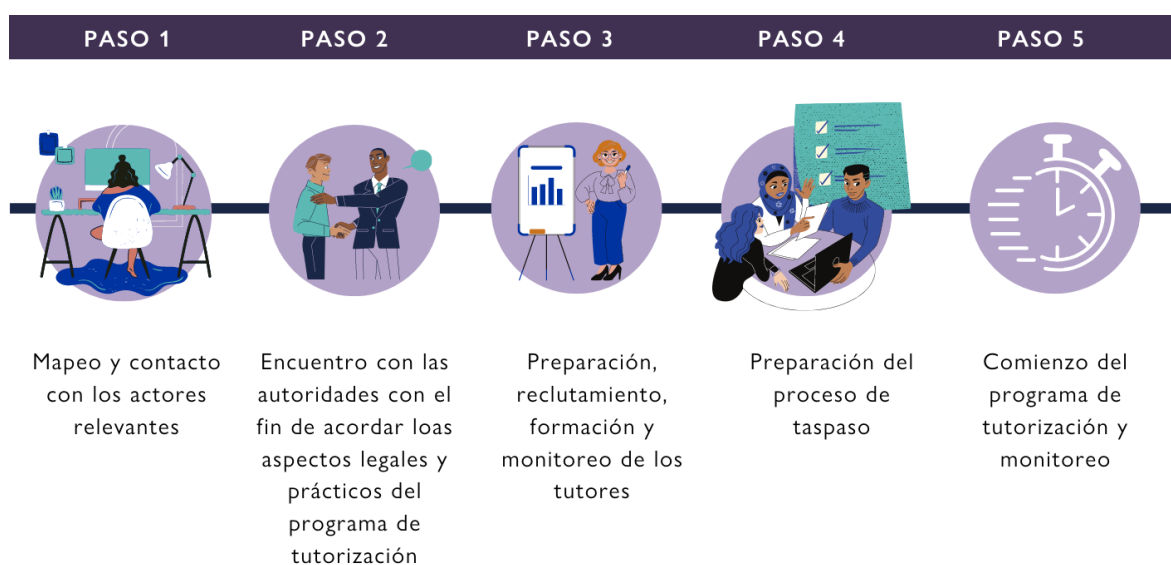 PASO 1
PASO 2
PASO 3
PASO 4
PASO 5
Mapeo y contacto
con los actores
relevantes
Encuentro con las
autoridades con el
fin de acordar loas
aspectos legales y
prácticos del
programa de
tutorización
Preparación,
reclutamiento,
formación y
monitoreo de los
tutores
Preparación del
proceso de
taspaso
Comienzo del
programa de
tutorización y
monitoreo